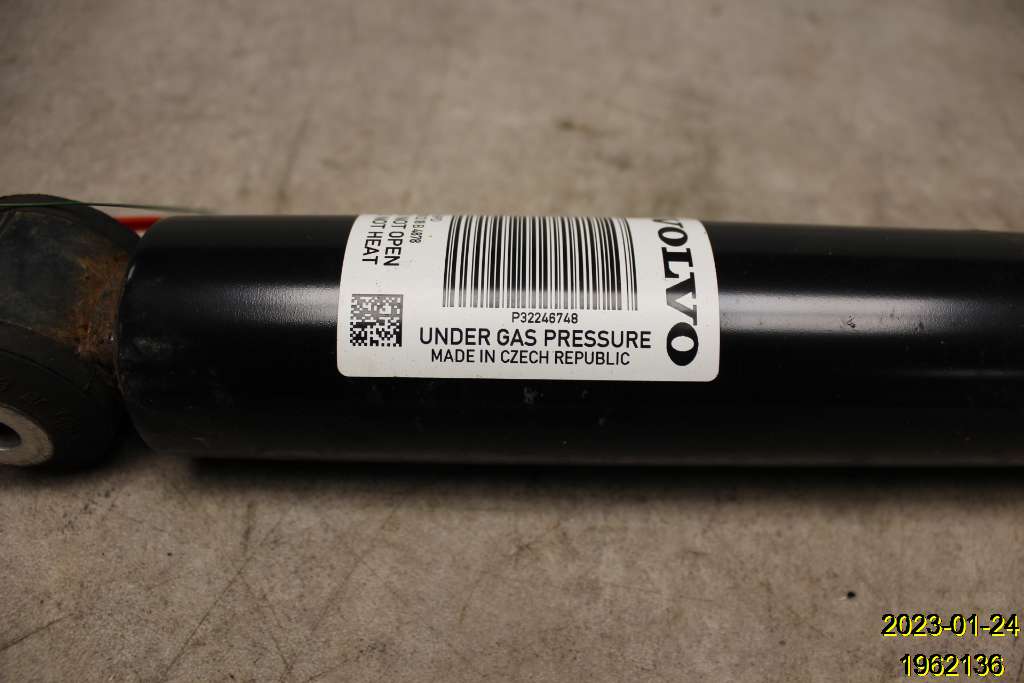 VOLVO
P32246748
UNDER GAS PRESSURE
MADE IN CZECH REPUBLIC
NOT OPEN
NOT HEAT
2023-01-24
1962136